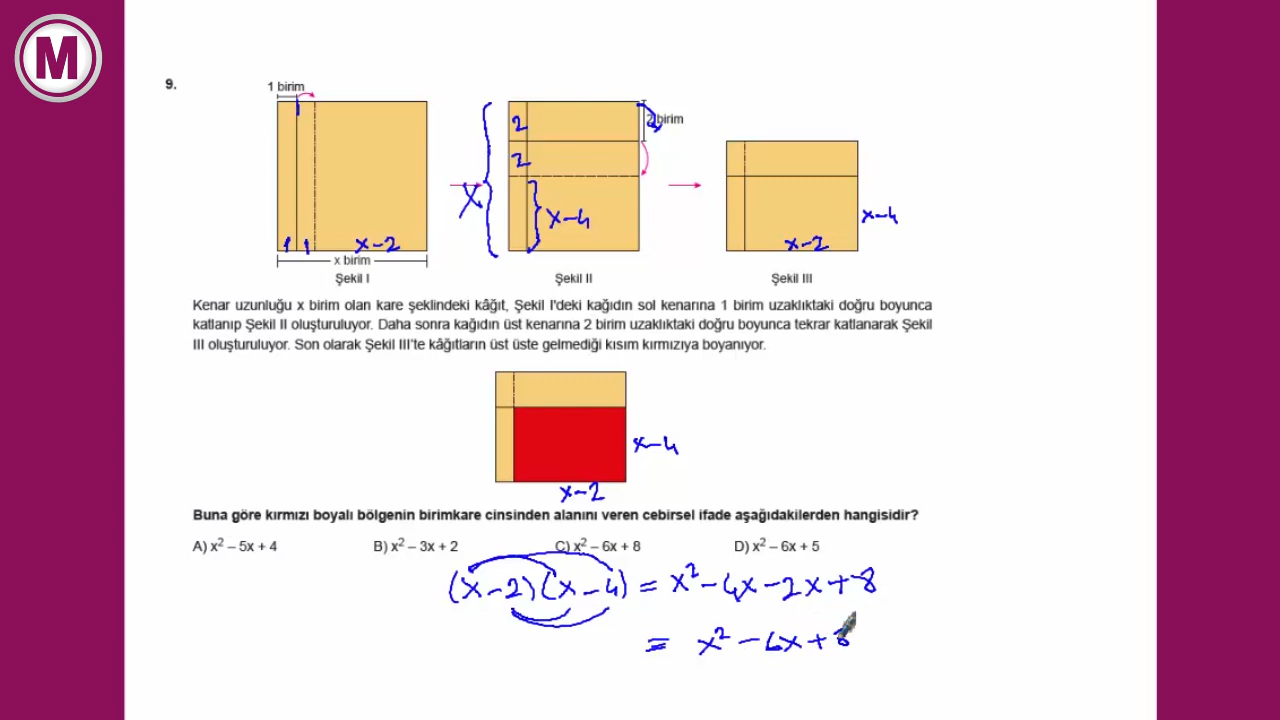 M
9.
1 birim
1
1 1 x-2
x birim
Şekil I
x
2
2
x-4
2 birim
Şekil II
x-4
x-2
Şekil III
Kenar uzunluğu x birim olan kare şeklindeki kâğıt, Şekil I'deki kağıdın sol kenarına 1 birim uzaklıktaki doğru boyunca
katlanıp Şekil II oluşturuluyor. Daha sonra kağıdın üst kenarına 2 birim uzaklıktaki doğru boyunca tekrar katlanarak Şekil
III oluşturuluyor. Son olarak Şekil III'te kâğıtların üst üste gelmediği kısım kırmızıya boyanıyor.
x-4
x-2
Buna göre kırmızı boyalı bölgenin birimkare cinsinden alanını veren cebirsel ifade aşağıdakilerden hangisidir?
A) x² – 5x + 4 B) x² – 3x + 2 C) x² – 6x + 8 D) x² – 6x + 5
(x-2)(x-4) = x²-4x-2x+8
= x²-6x+8